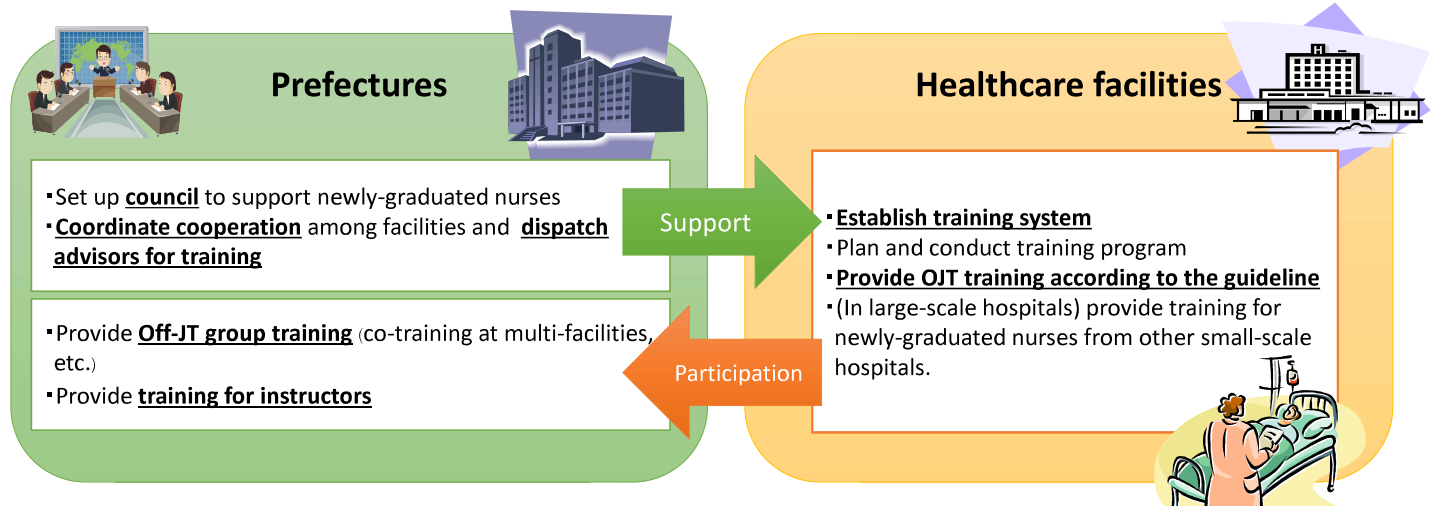 Prefectures
▪Set up council to support newly-graduated nurses
▪Coordinate cooperation among facilities and dispatch
advisors for training
▪Provide Off-JT group training (co-training at multi-facilities,
etc.)
▪Provide training for instructors
Support
Participation
Healthcare facilities
H
▪Establish training system
▪Plan and conduct training program
▪Provide OJT training according to the guideline
▪(In large-scale hospitals) provide training for
newly-graduated nurses from other small-scale
hospitals.